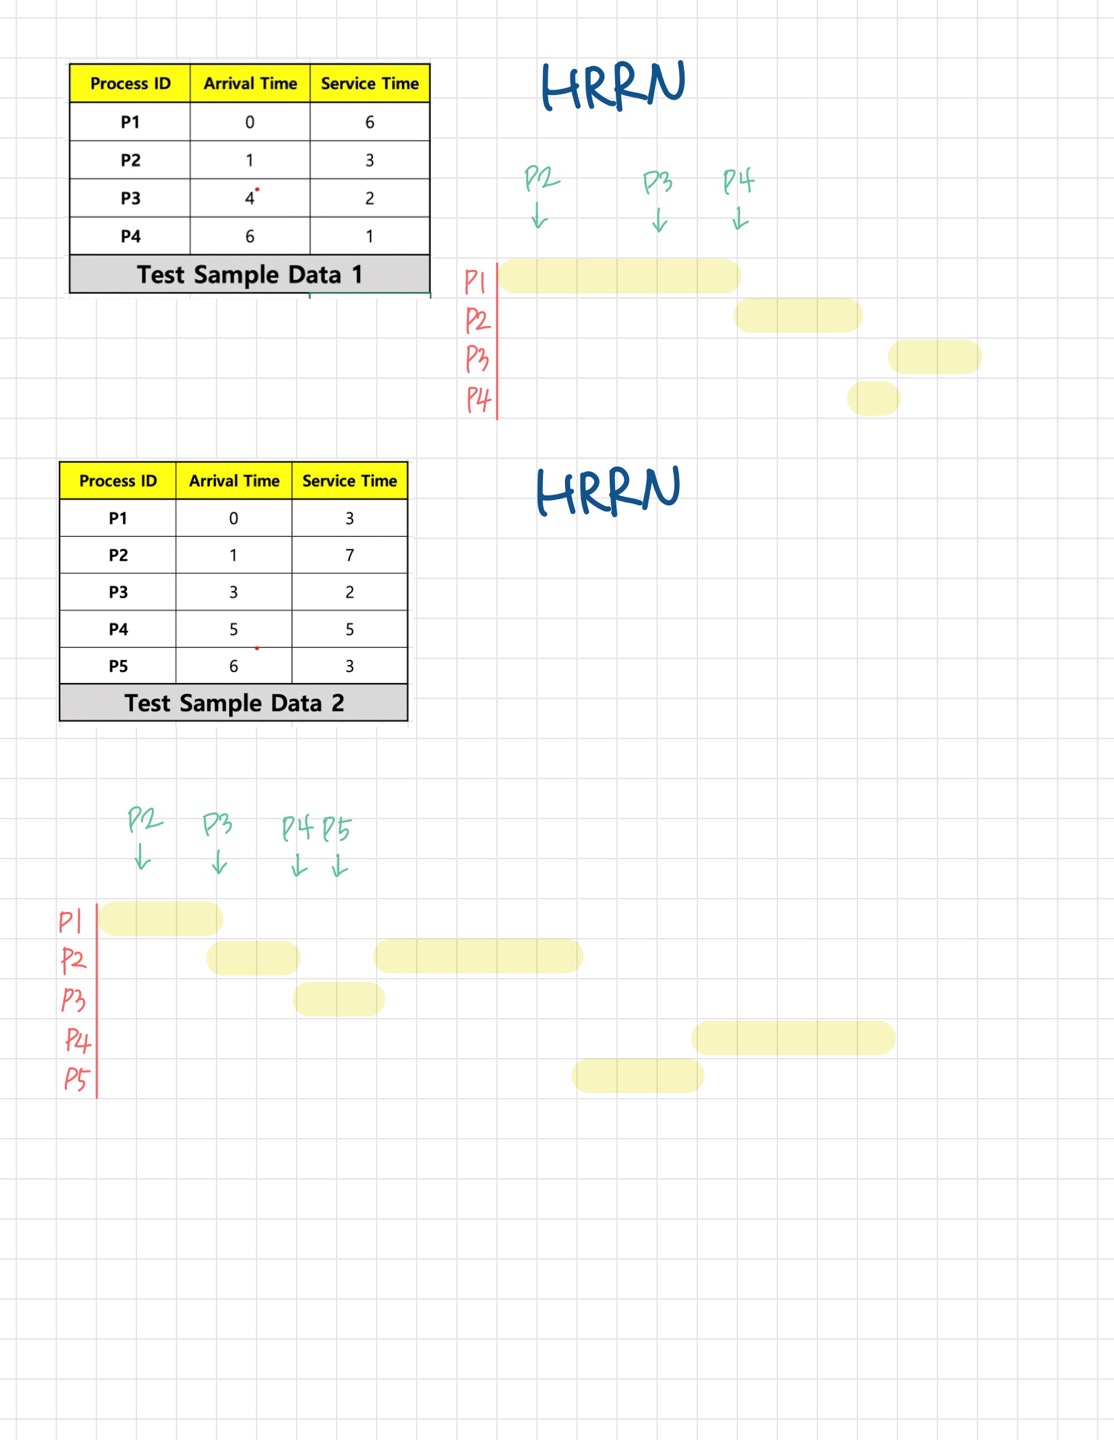 HRRN
Process ID Arrival Time Service Time
P1 0 6
P2 1 3
P3 4 2
P4 6 1
Test Sample Data 1
P2 P3 P4
P1
P2
P3
P4
HRRN
Process ID Arrival Time Service Time
P1 0 3
P2 1 7
P3 3 2
P4 5 5
P5 6 3
Test Sample Data 2
P2 P3 P4 P5
P1
P2
P3
P4
P5